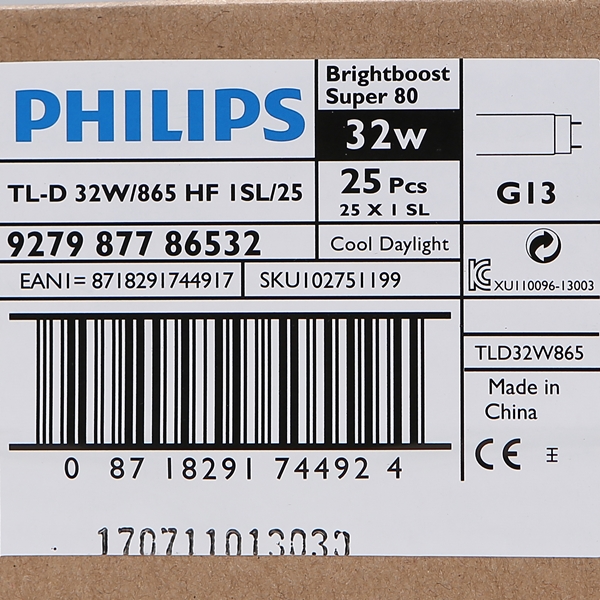 PHILIPS
Brightboost
Super 80
32w
TL-D 32W/865 HF 1SL/25
25 Pcs
25 X 1 SL
G13
9279 877 86532
Cool Daylight
EAN1= 8718291744917
SKU102751199
XU110096-13003
TLD32W865
Made in
China
CE
0 87 18291 74492 4
170711013030